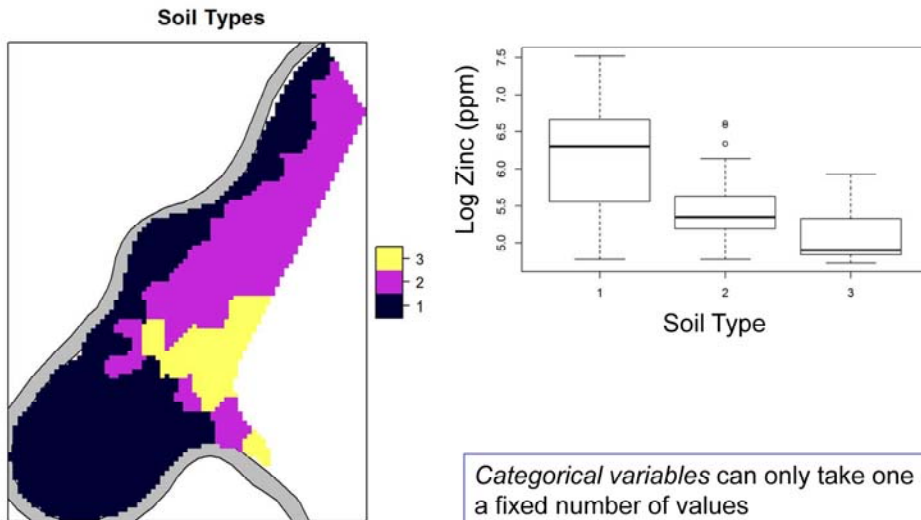 Soil Types
3
2
1
Log Zinc (ppm)
7.5
7.0
6.5
6.0
5.5
5.0
1 2 3
Soil Type
Categorical variables can only take one
a fixed number of values